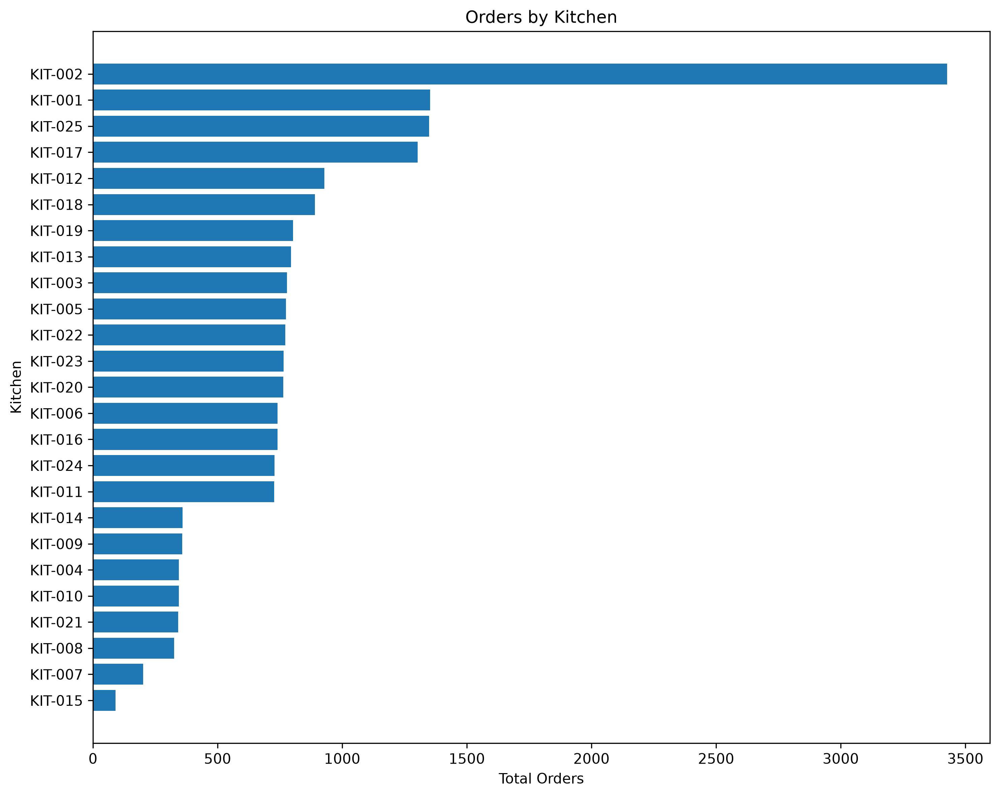 Orders by Kitchen
Kitchen
KIT-002
KIT-001
KIT-025
KIT-017
KIT-012
KIT-018
KIT-019
KIT-013
KIT-003
KIT-005
KIT-022
KIT-023
KIT-020
KIT-006
KIT-016
KIT-024
KIT-011
KIT-014
KIT-009
KIT-004
KIT-010
KIT-021
KIT-008
KIT-007
KIT-015
0 500 1000 1500 2000 2500 3000 3500
Total Orders